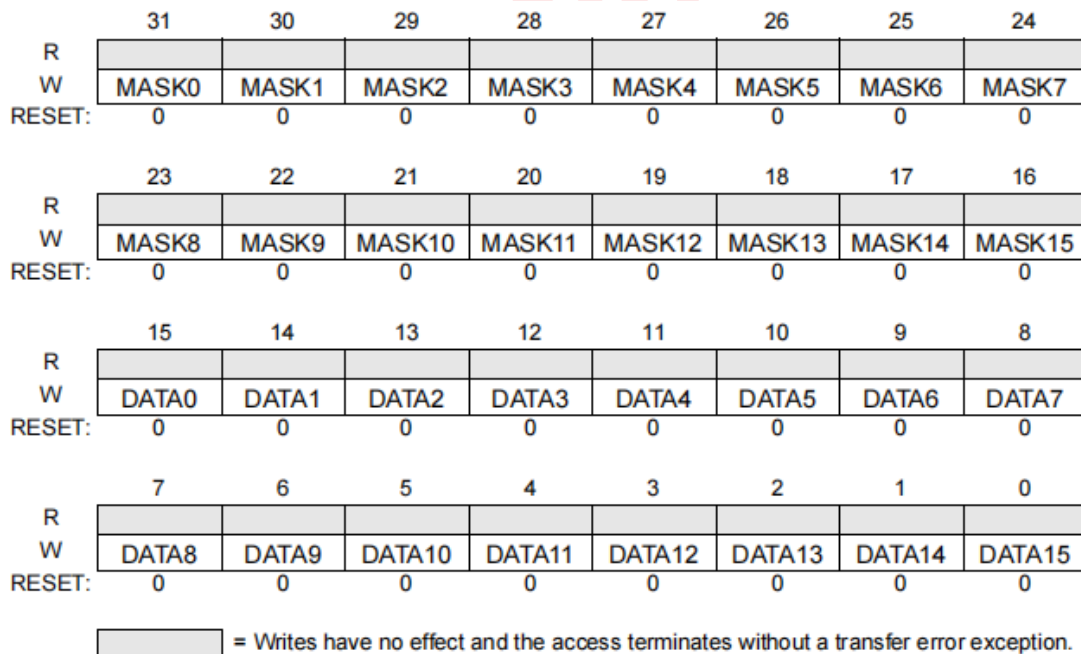 31 30 29 28 27 26 25 24
R
W MASK0 MASK1 MASK2 MASK3 MASK4 MASK5 MASK6 MASK7
RESET: 0 0 0 0 0 0 0 0
23 22 21 20 19 18 17 16
R
W MASK8 MASK9 MASK10 MASK11 MASK12 MASK13 MASK14 MASK15
RESET: 0 0 0 0 0 0 0 0
15 14 13 12 11 10 9 8
R
W DATA0 DATA1 DATA2 DATA3 DATA4 DATA5 DATA6 DATA7
RESET: 0 0 0 0 0 0 0 0
7 6 5 4 3 2 1 0
R
W DATA8 DATA9 DATA10 DATA11 DATA12 DATA13 DATA14 DATA15
RESET: 0 0 0 0 0 0 0 0
= Writes have no effect and the access terminates without a transfer error exception.